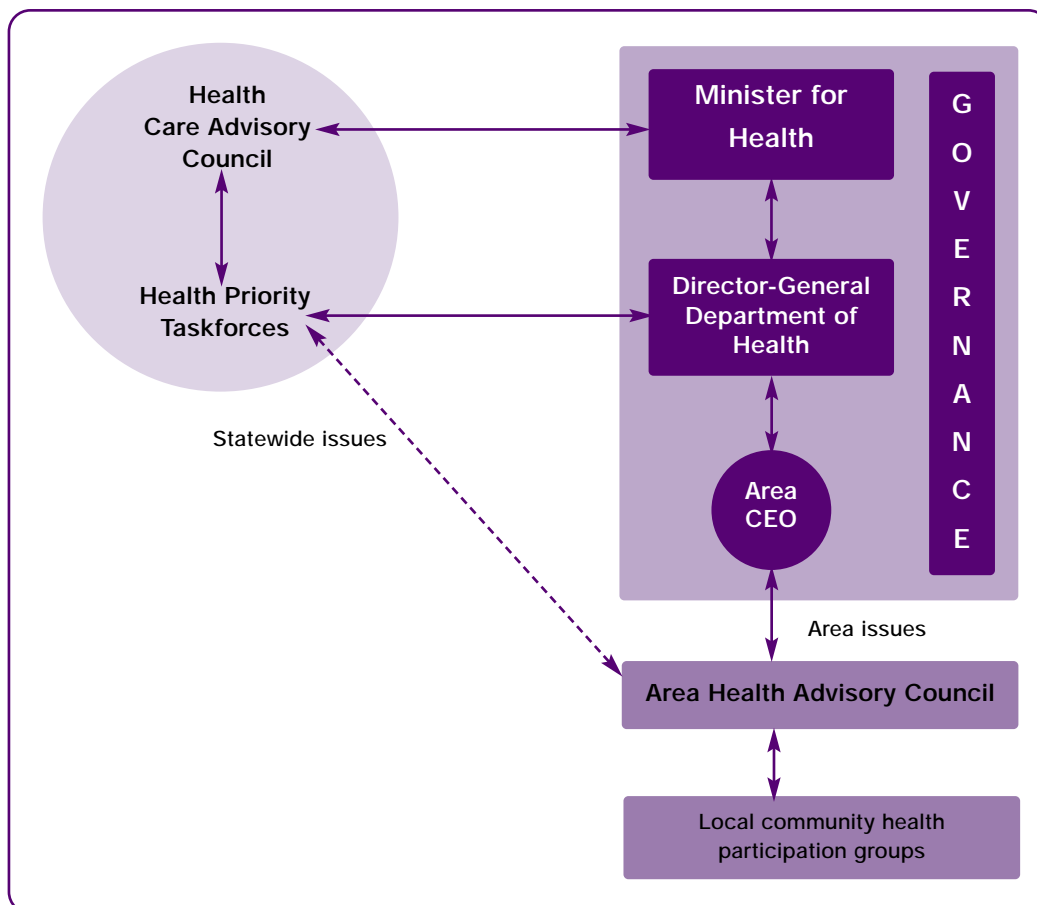 Health
Care Advisory
Council
Minister for
Health
Health Priority
Taskforces
Director-General
Department of
Health
Statewide issues
Area
CEO
G
O
V
E
R
N
A
N
C
E
Area issues
Area Health Advisory Council
Local community health
participation groups